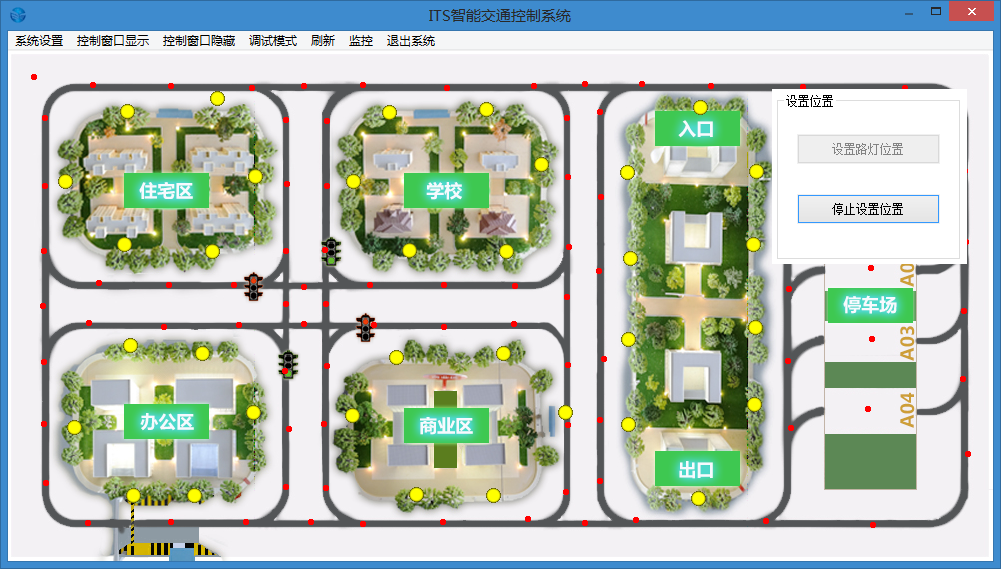 ITS智能交通控制系统
系统设置 控制窗口显示 控制窗口隐藏 调试模式 刷新 监控 退出系统
设置位置
设置路灯位置
停止设置位置
入口
住宅区
学校
停车场
A03
A04
办公区
商业区
出口